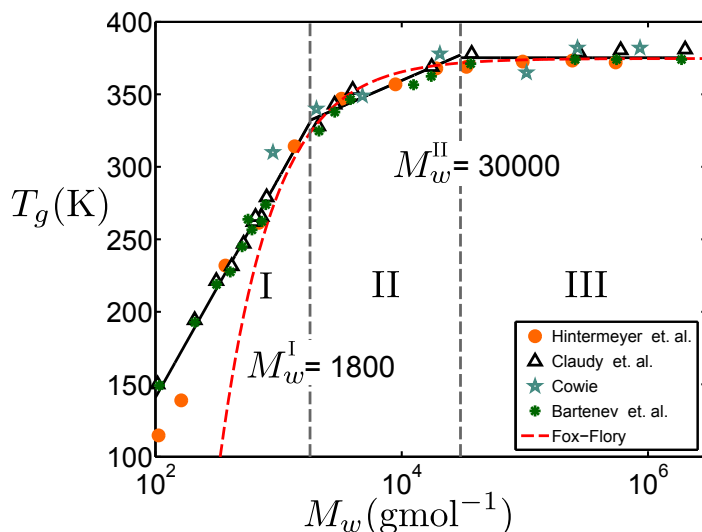 400
350
300
250
200
150
100
T_g(K)
M_w^II = 30000
I
II
III
M_w^I = 1800
Hintermeyer et. al.
Claudy et. al.
Cowie
Bartenev et. al
Fox−Flory
10^2
10^4
10^6
M_w(gmol^−1)